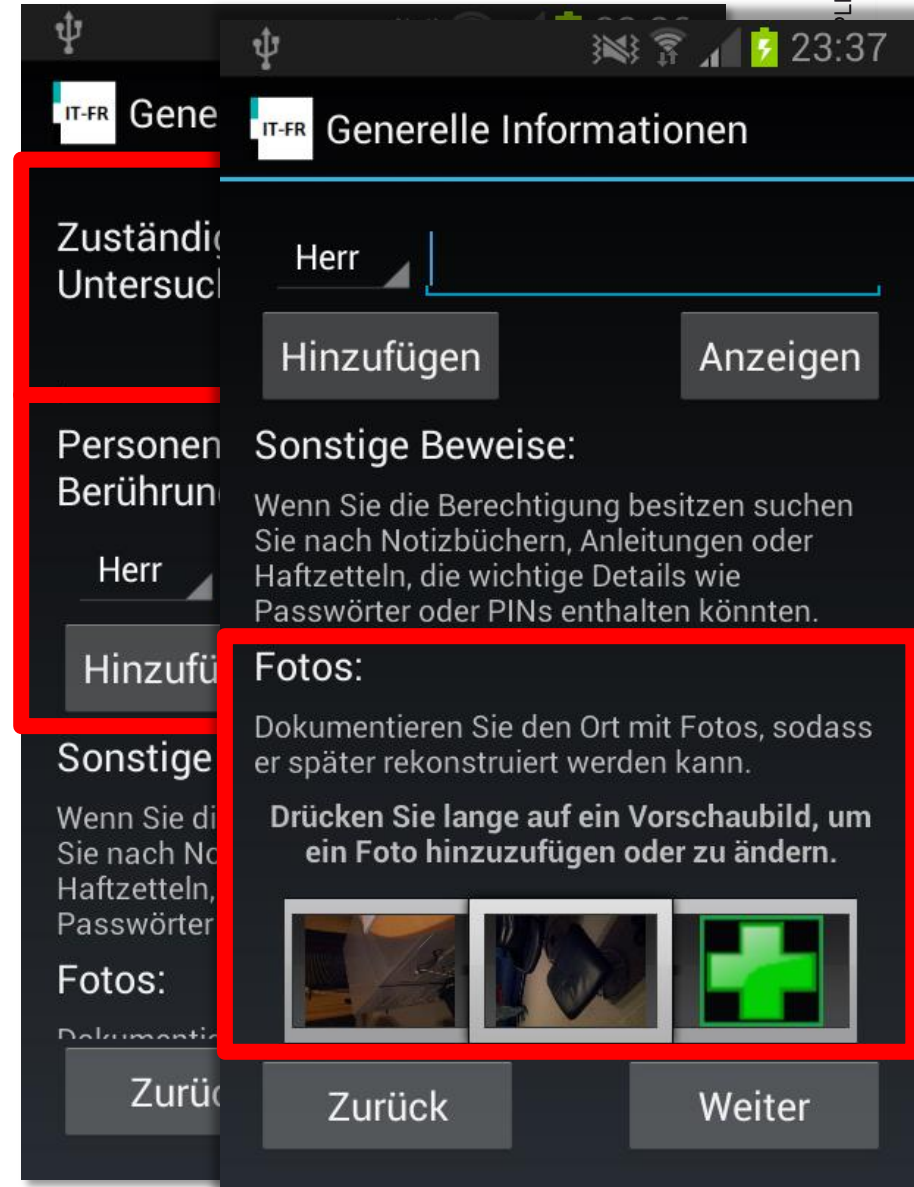 IT-FR Gene
Zuständig
Untersuc
Personen
Berührun
Herr
Hinzufü
Sonstige
Wenn Sie di
Sie nach No
Haftzetteln,
Passwörter
Fotos:
Dokumentie
Zurüc
23:37
IT-FR Generelle Informationen
Herr
Hinzufügen Anzeigen
Sonstige Beweise:
Wenn Sie die Berechtigung besitzen suchen
Sie nach Notizbüchern, Anleitungen oder
Haftzetteln, die wichtige Details wie
Passwörter oder PINs enthalten könnten.
Fotos:
Dokumentieren Sie den Ort mit Fotos, sodass
er später rekonstruiert werden kann.
Drücken Sie lange auf ein Vorschaubild, um
ein Foto hinzuzufügen oder zu ändern.
Zurück Weiter